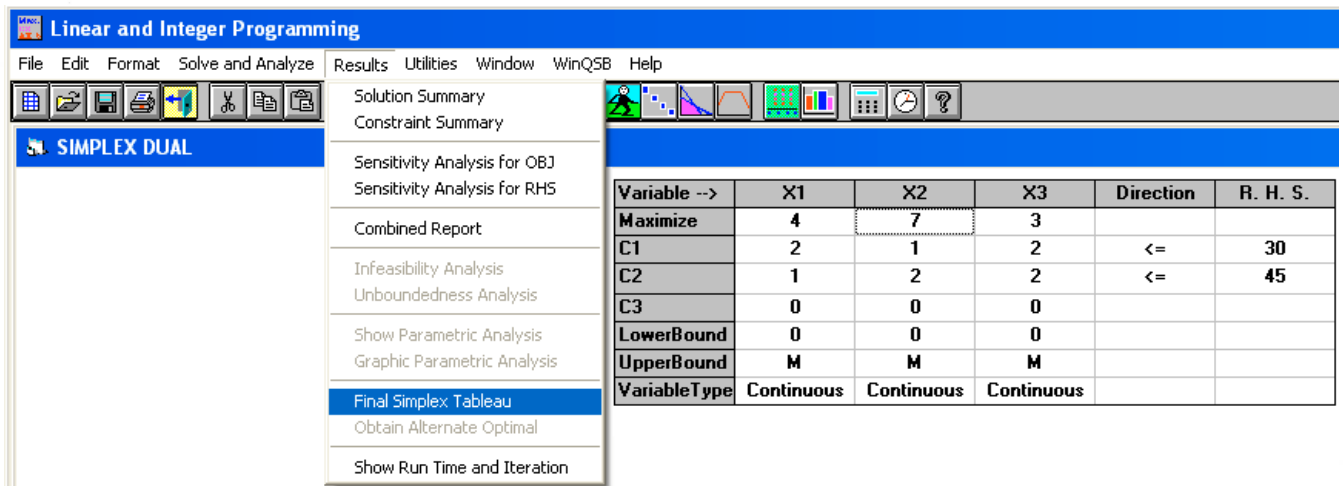 Linear and Integer Programming
File Edit Format Solve and Analyze Results Utilities Window WinQSB Help
Solution Summary
Constraint Summary
Sensitivity Analysis for OBJ
Sensitivity Analysis for RHS
Combined Report
Infeasibility Analysis
Unboundedness Analysis
Show Parametric Analysis
Graphic Parametric Analysis
Final Simplex Tableau
Obtain Alternate Optimal
Show Run Time and Iteration
SIMPLEX DUAL
Variable --> X1 X2 X3 Direction R. H. S.
Maximize 4 7 3
C1 2 1 2 <= 30
C2 1 2 2 <= 45
C3 0 0 0
LowerBound 0 0 0
UpperBound M M M
VariableType Continuous Continuous Continuous